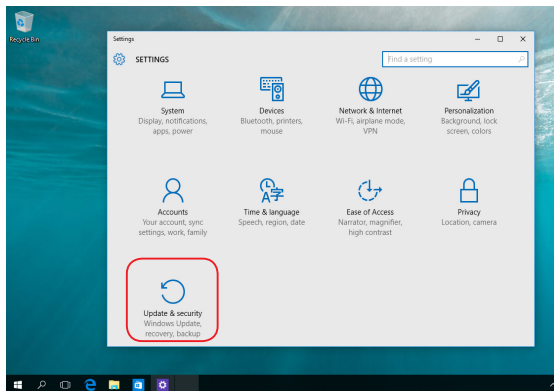 Recycle Bin
Settings
SETTINGS
Find a setting
System
Display, notifications,
apps, power
Devices
Bluetooth, printers,
mouse
Network & Internet
Wi-Fi, airplane mode,
VPN
Personalization
Background, lock
screen, colors
Accounts
Your account, sync
settings, work, family
Time & language
Speech, region, date
Ease of Access
Narrator, magnifier,
high contrast
Privacy
Location, camera
Update & security
Windows Update,
recovery, backup